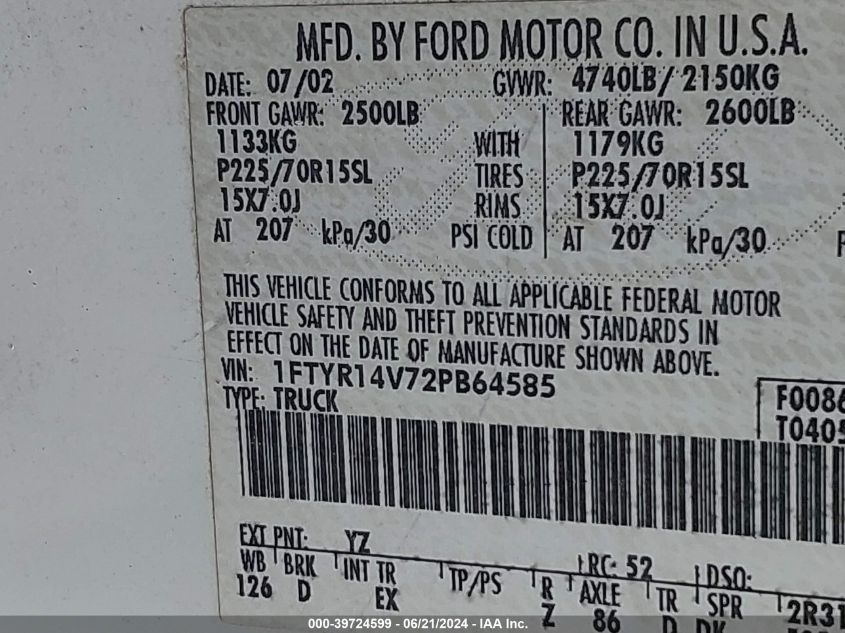 MFD. BY FORD MOTOR CO. IN U.S.A.
DATE: 07/02 GVWR: 4740LB/ 2150KG
FRONT GAWR: 2500LB REAR GAWR: 2600LB
1133KG WITH 1179KG
P225/70R15SL TIRES P225/70R15SL
15X7.0J RIMS 15X7.0J
AT 207 kPa/30 PSI COLD AT 207 kPa/30
THIS VEHICLE CONFORMS TO ALL APPLICABLE FEDERAL MOTOR
VEHICLE SAFETY AND THEFT PREVENTION STANDARDS IN
EFFECT ON THE DATE OF MANUFACTURE SHOWN ABOVE.
VIN: 1FTYR14V72PB64585
TYPE: TRUCK
F0086
T0405
EXT PNT: YZ RC: 52 DSO:
WB BRK INT TR TP/PS R AXLE TR SPR 2R31
126 D EX Z 86 D DK
000-39724599 - 06/21/2024 - IAA Inc.